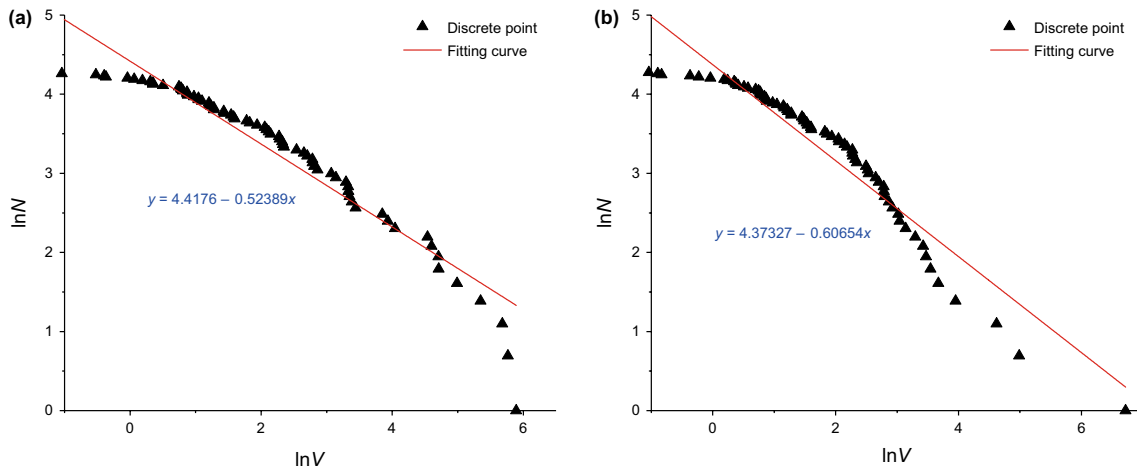 (a)
5
4
3
2
1
0
lnN
Discrete point
Fitting curve
y = 4.4176 – 0.52389x
0
2
4
6
lnV
(b)
5
4
3
2
1
0
lnN
Discrete point
Fitting curve
y = 4.37327 – 0.60654x
0
2
4
6
lnV